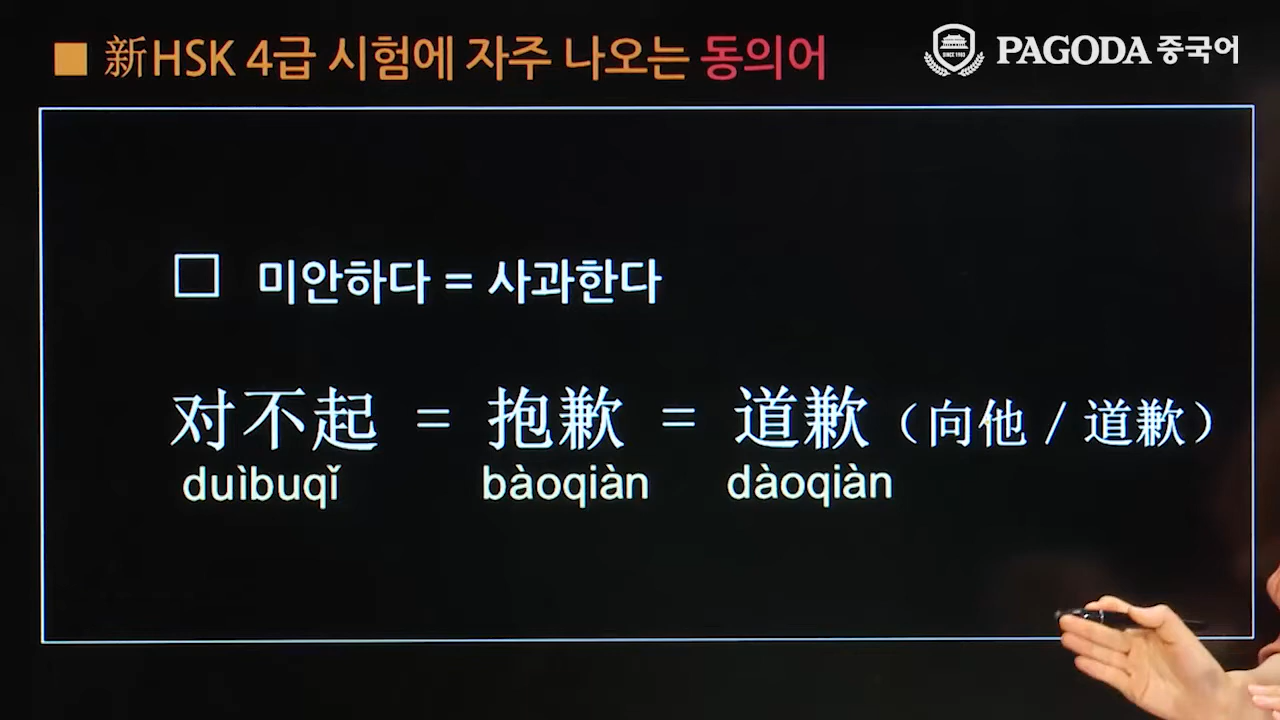 ■ 新HSK 4급 시험에 자주 나오는 동의어
PAGODA 중국어
SINCE 1983
□ 미안하다 = 사과한다
对不起 = 抱歉 = 道歉 (向他 / 道歉)
duìbuqǐ bàoqiàn dàoqiàn